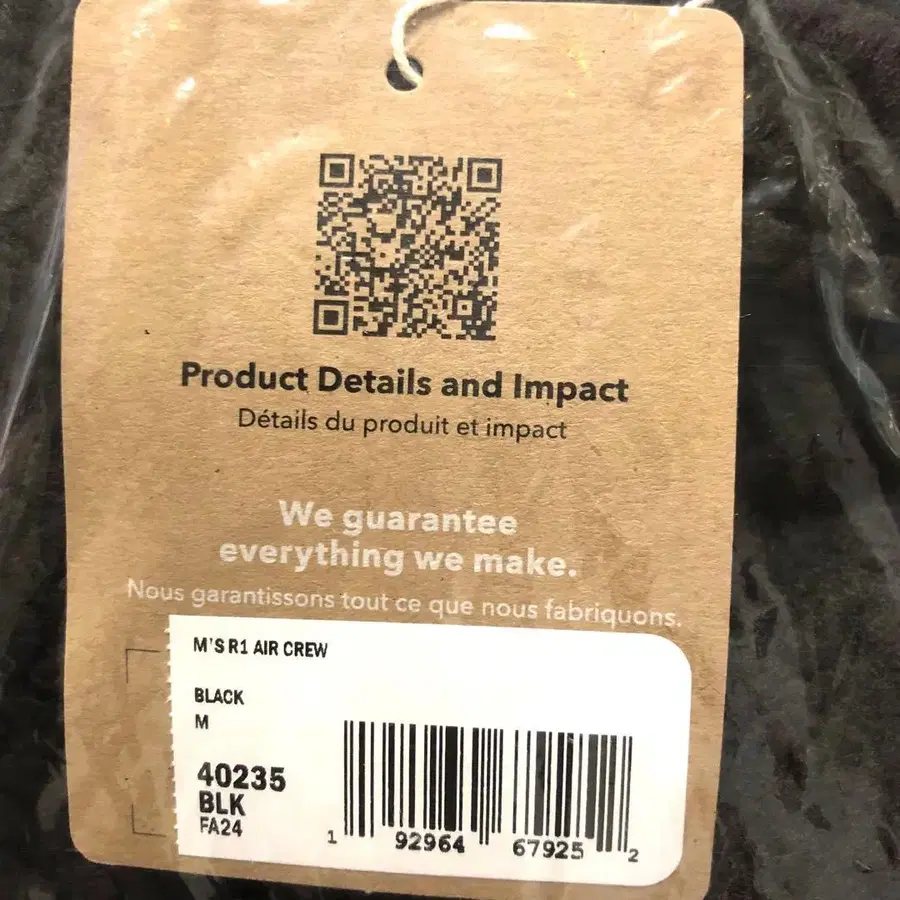 Product Details and Impact
Détails du produit et impact
We guarantee
everything we make.
Nous garantissons tout ce que nous fabriquons.
M'S R1 AIR CREW
BLACK
M
40235
BLK
FA24
1 92964 67925 2